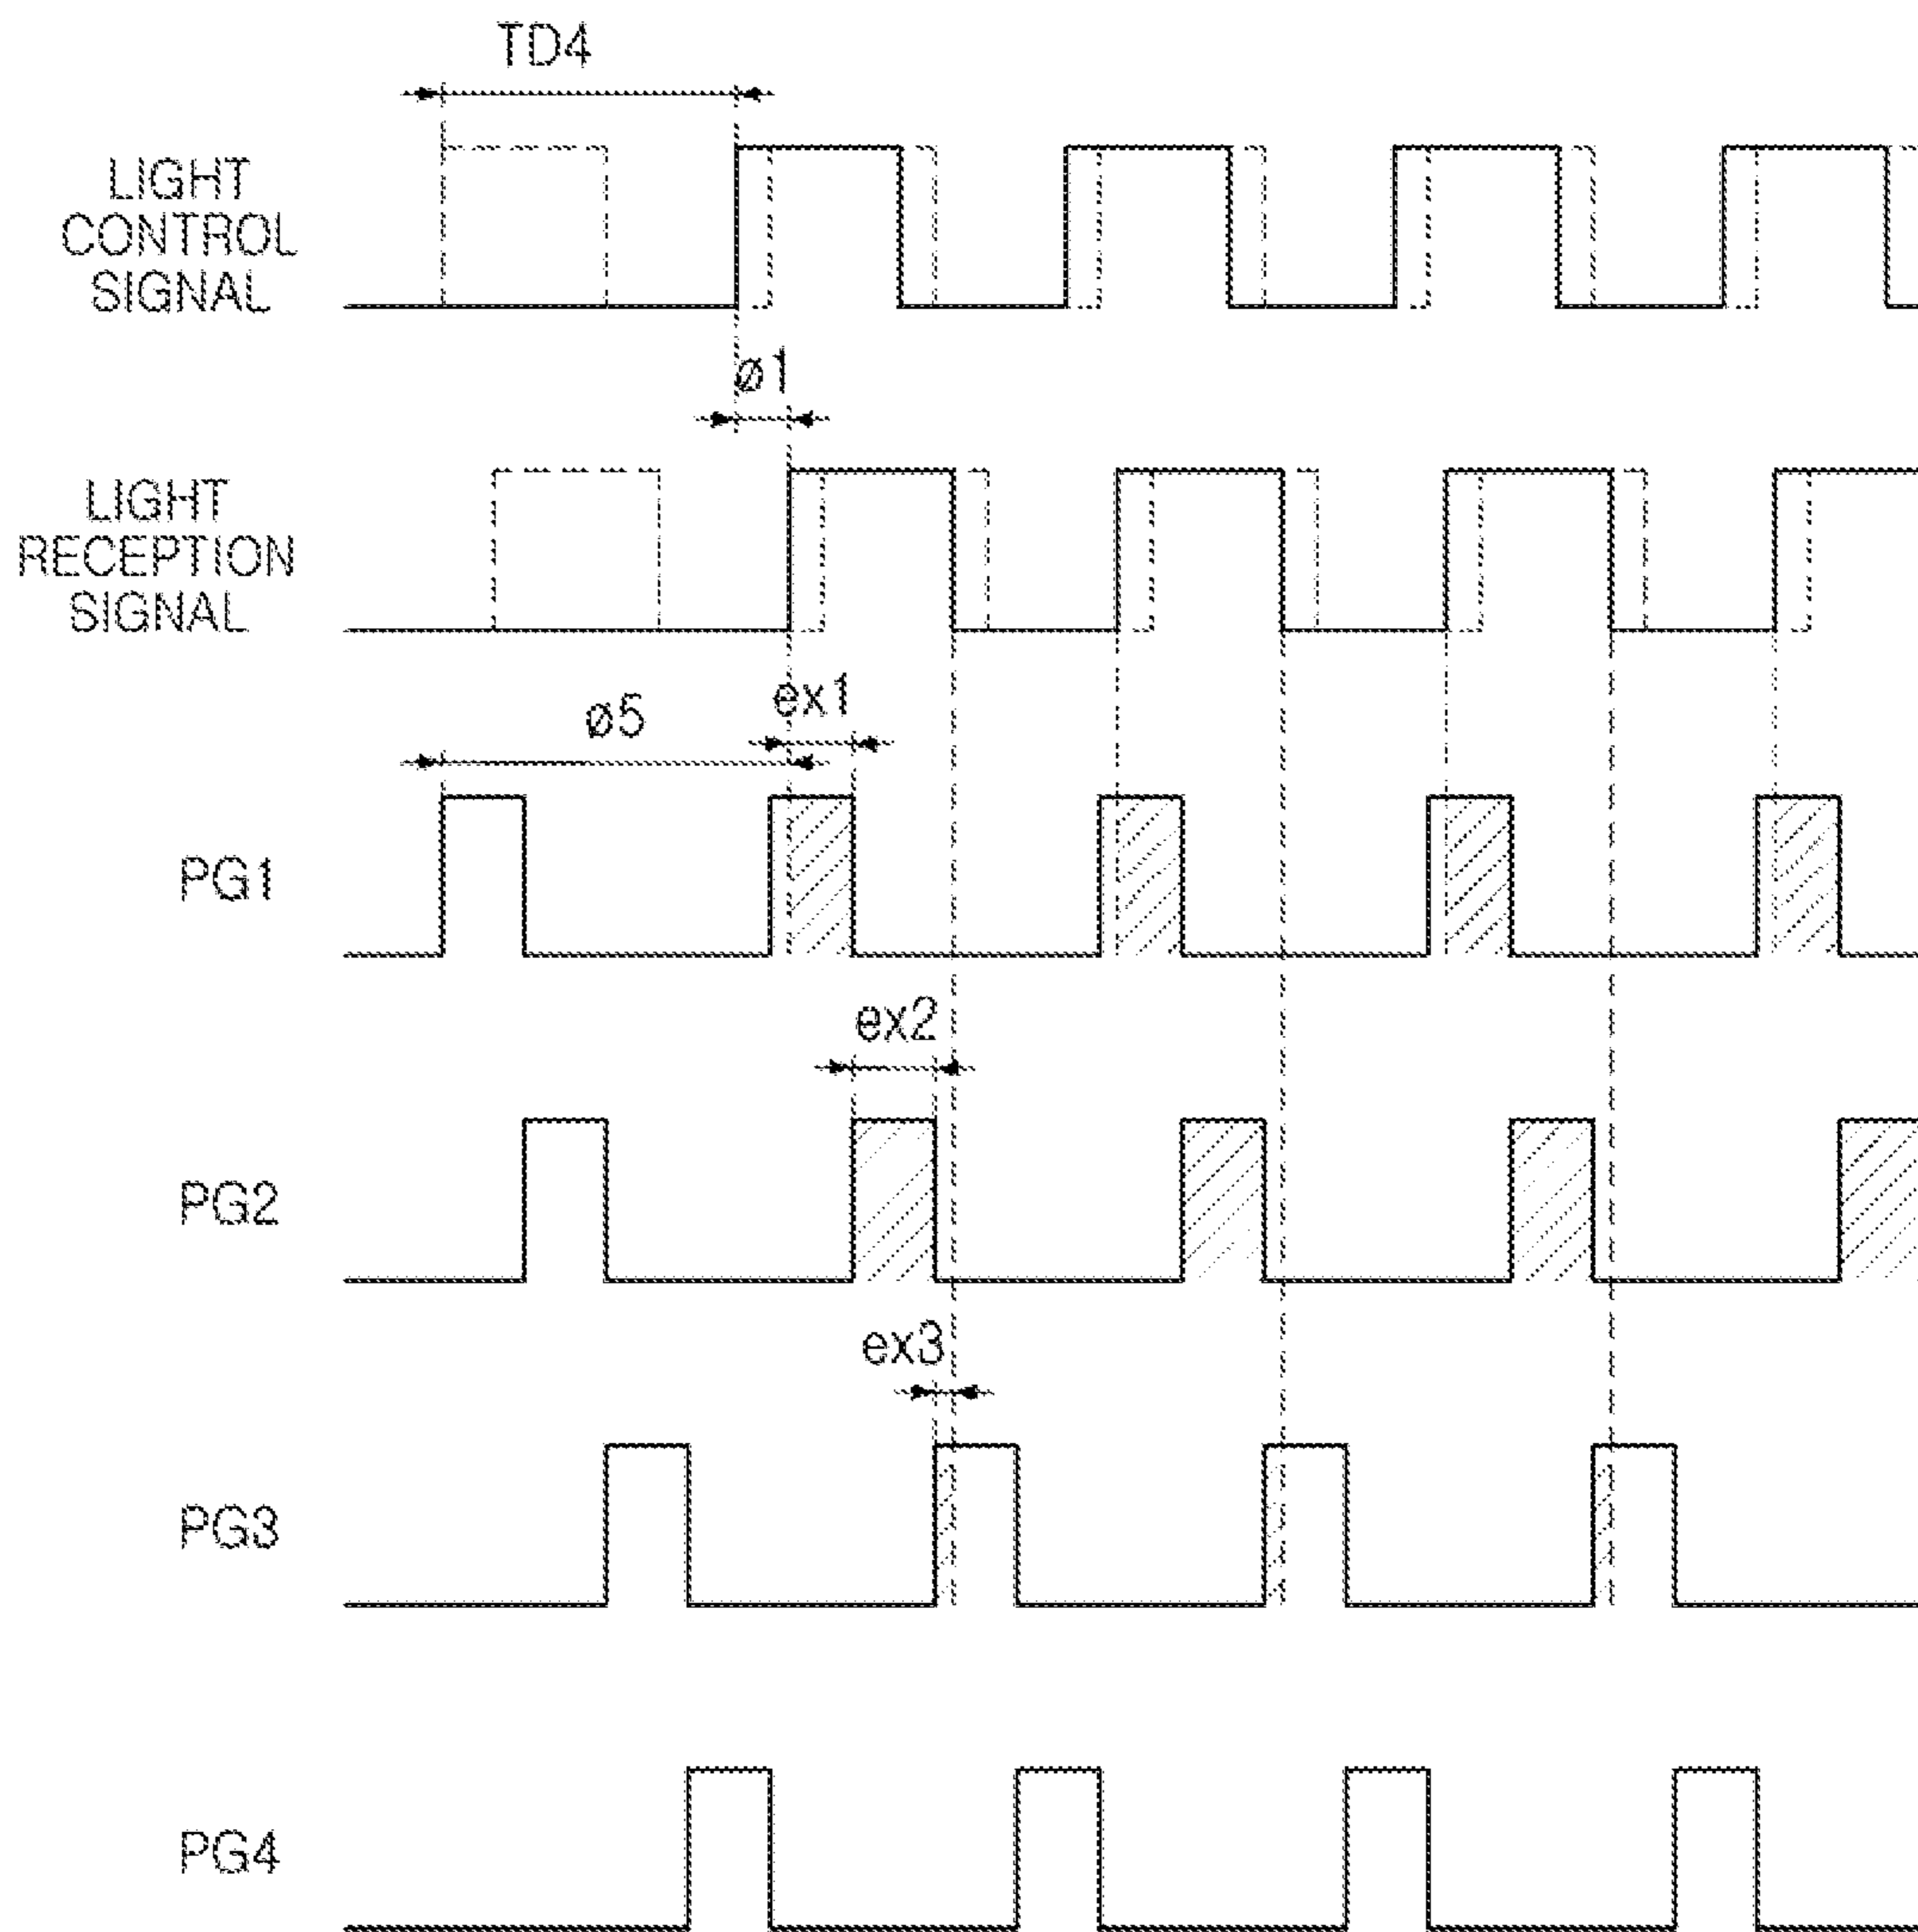 TD4
LIGHT
CONTROL
SIGNAL
ø1
LIGHT
RECEPTION
SIGNAL
ex1
ø5
PG1
ex2
PG2
ex3
PG3
PG4